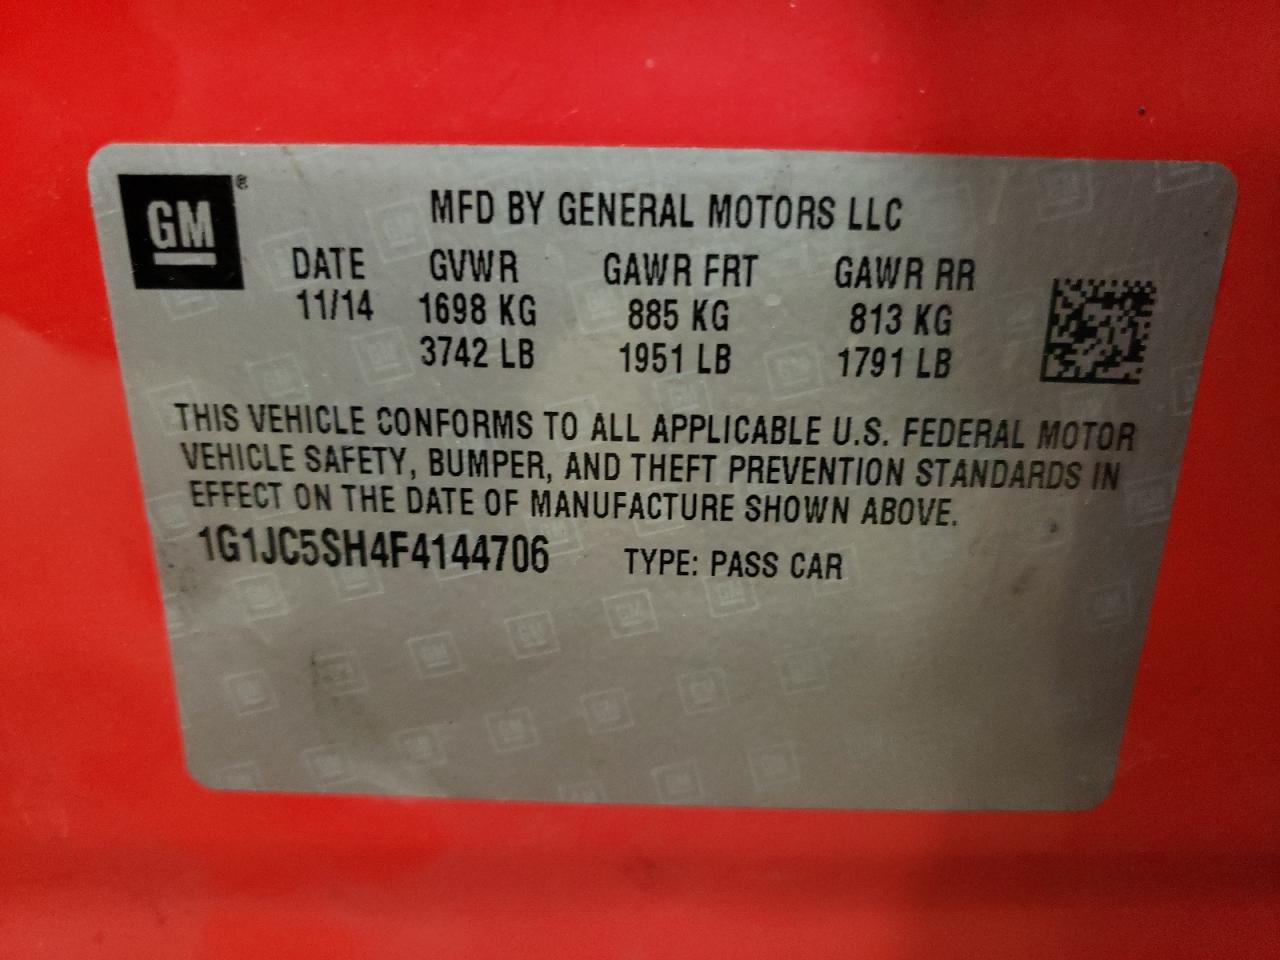 GM®
MFD BY GENERAL MOTORS LLC
DATE GVWR GAWR FRT GAWR RR
11/14 1698 KG 885 KG 813 KG
3742 LB 1951 LB 1791 LB
THIS VEHICLE CONFORMS TO ALL APPLICABLE U.S. FEDERAL MOTOR
VEHICLE SAFETY, BUMPER, AND THEFT PREVENTION STANDARDS IN
EFFECT ON THE DATE OF MANUFACTURE SHOWN ABOVE.
1G1JC5SH4F4144706 TYPE: PASS CAR